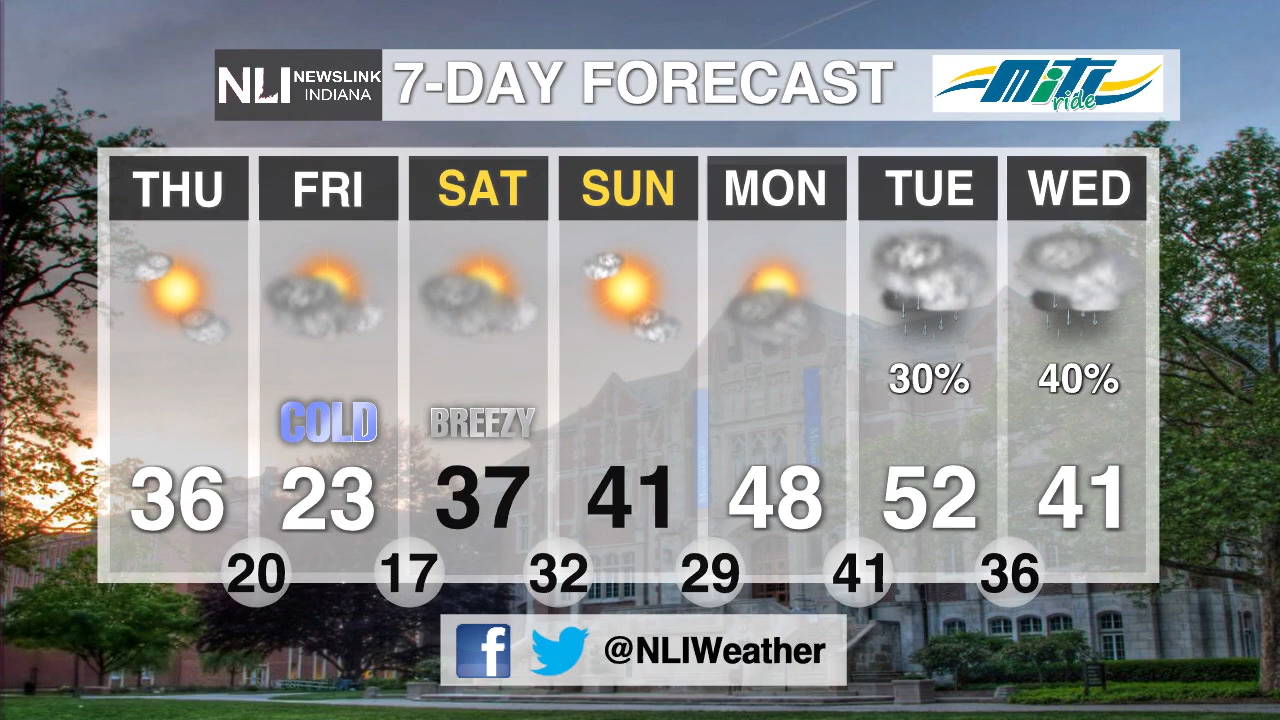 NLI NEWSLINK INDIANA 7-DAY FORECAST MiTS ride
THU FRI SAT SUN MON TUE WED
30% 40%
COLD BREEZY
36 23 37 41 48 52 41
20 17 32 29 41 36
@NLIWeather